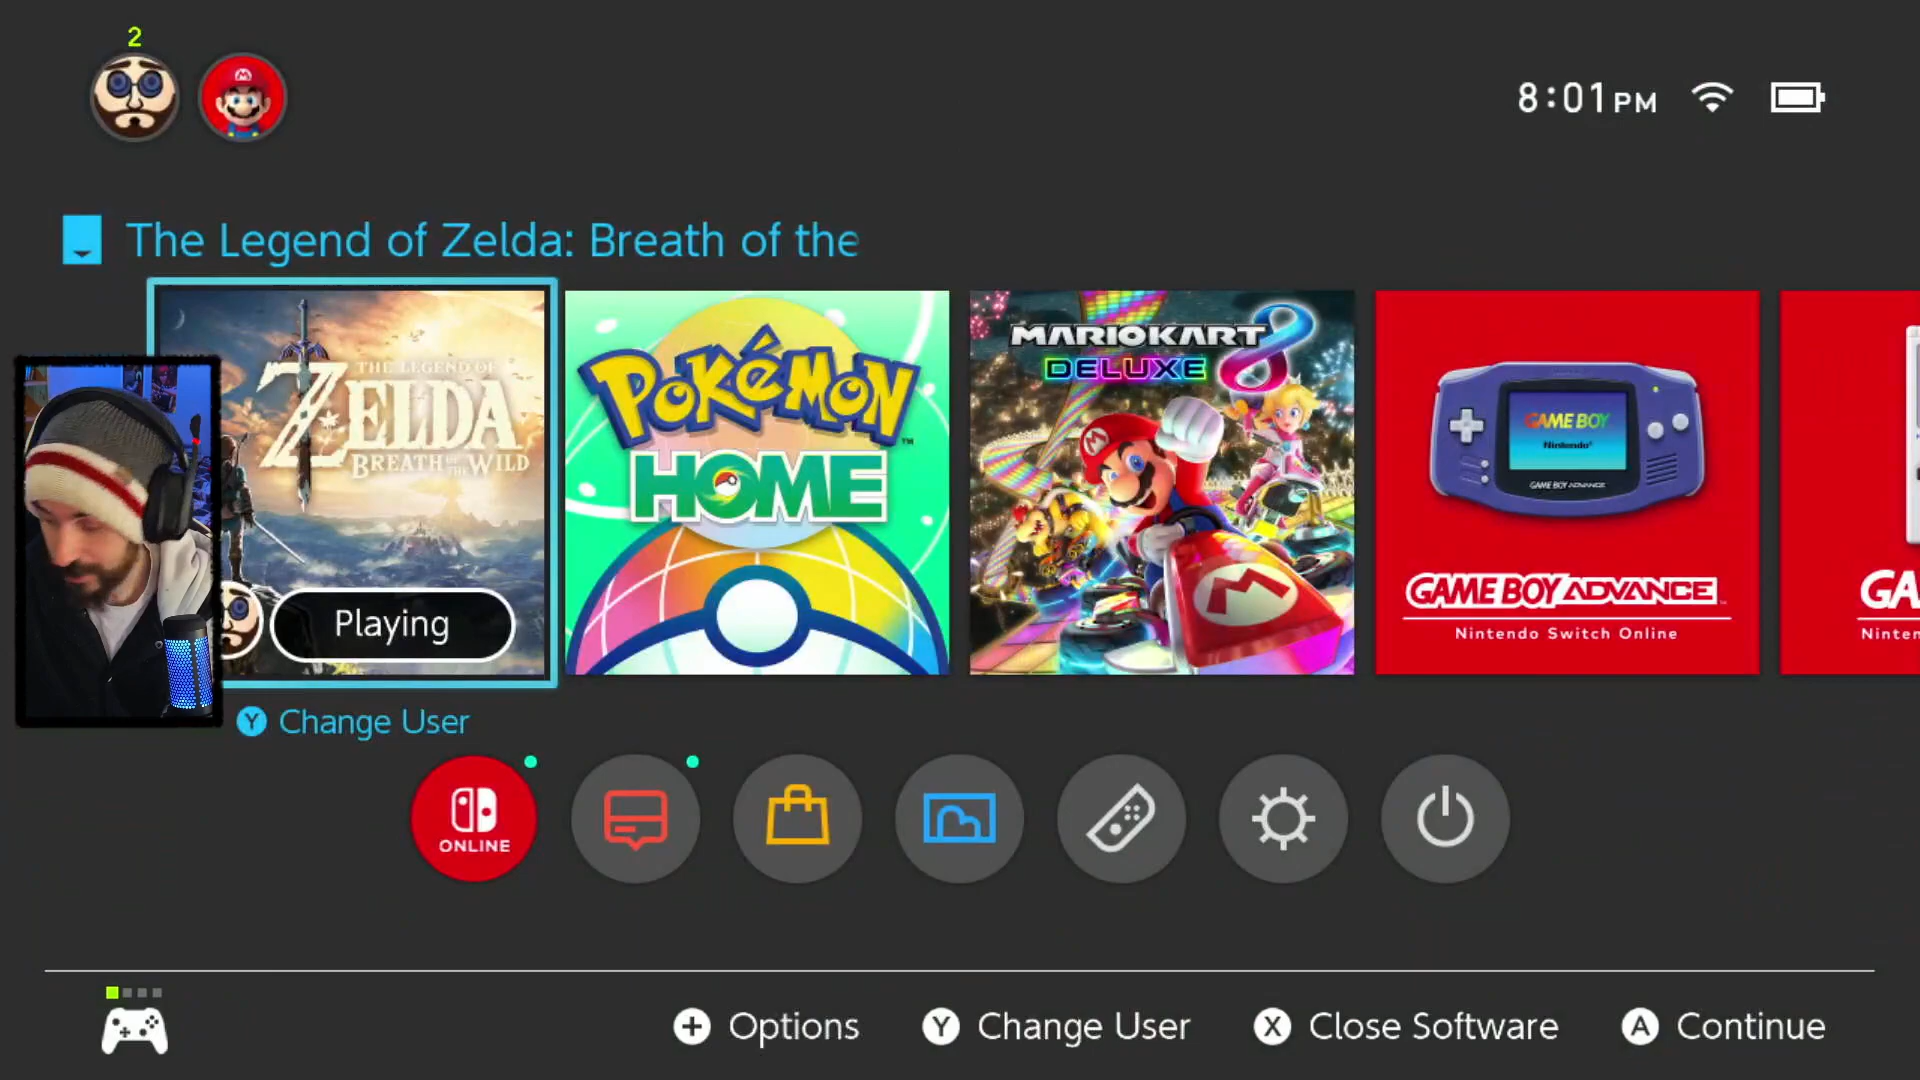 2
8:01PM
The Legend of Zelda: Breath of the
THE LEGEND OF
ZELDA
BREATH OF THE WILD
Playing
POKéMON
HOME
MARIOKART 8
DELUXE
GAME BOY
Nintendo
GAME BOY ADVANCE
GAME BOY ADVANCE
Nintendo Switch Online
GA
Ninten
Y Change User
ONLINE
+ Options
Y Change User
X Close Software
A Continue